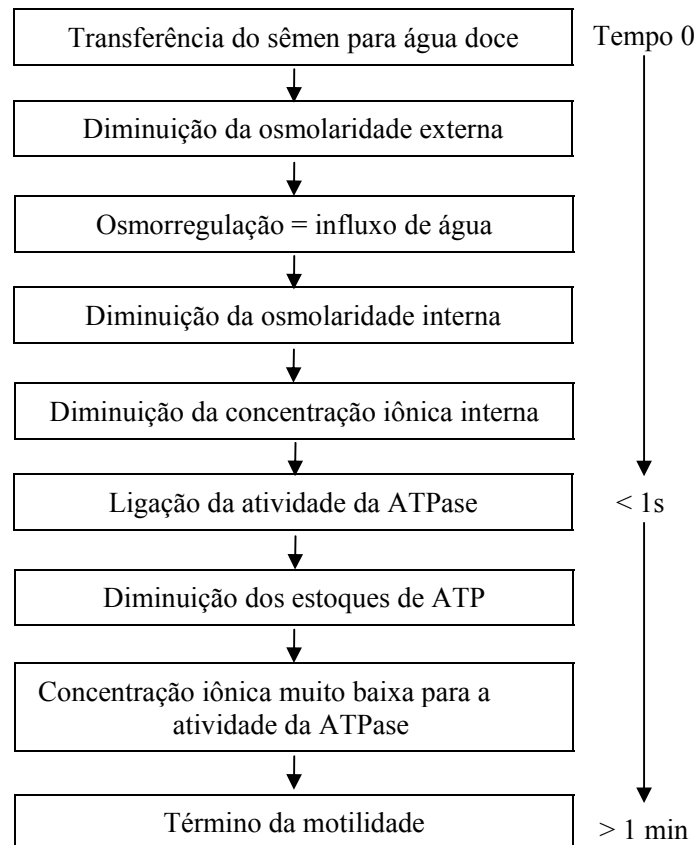 Transferência do sêmen para água doce
Tempo 0
Diminuição da osmolaridade externa
Osmorregulação = influxo de água
Diminuição da osmolaridade interna
Diminuição da concentração iônica interna
Ligação da atividade da ATPase
< 1s
Diminuição dos estoques de ATP
Concentração iônica muito baixa para a
atividade da ATPase
Término da motilidade
> 1 min